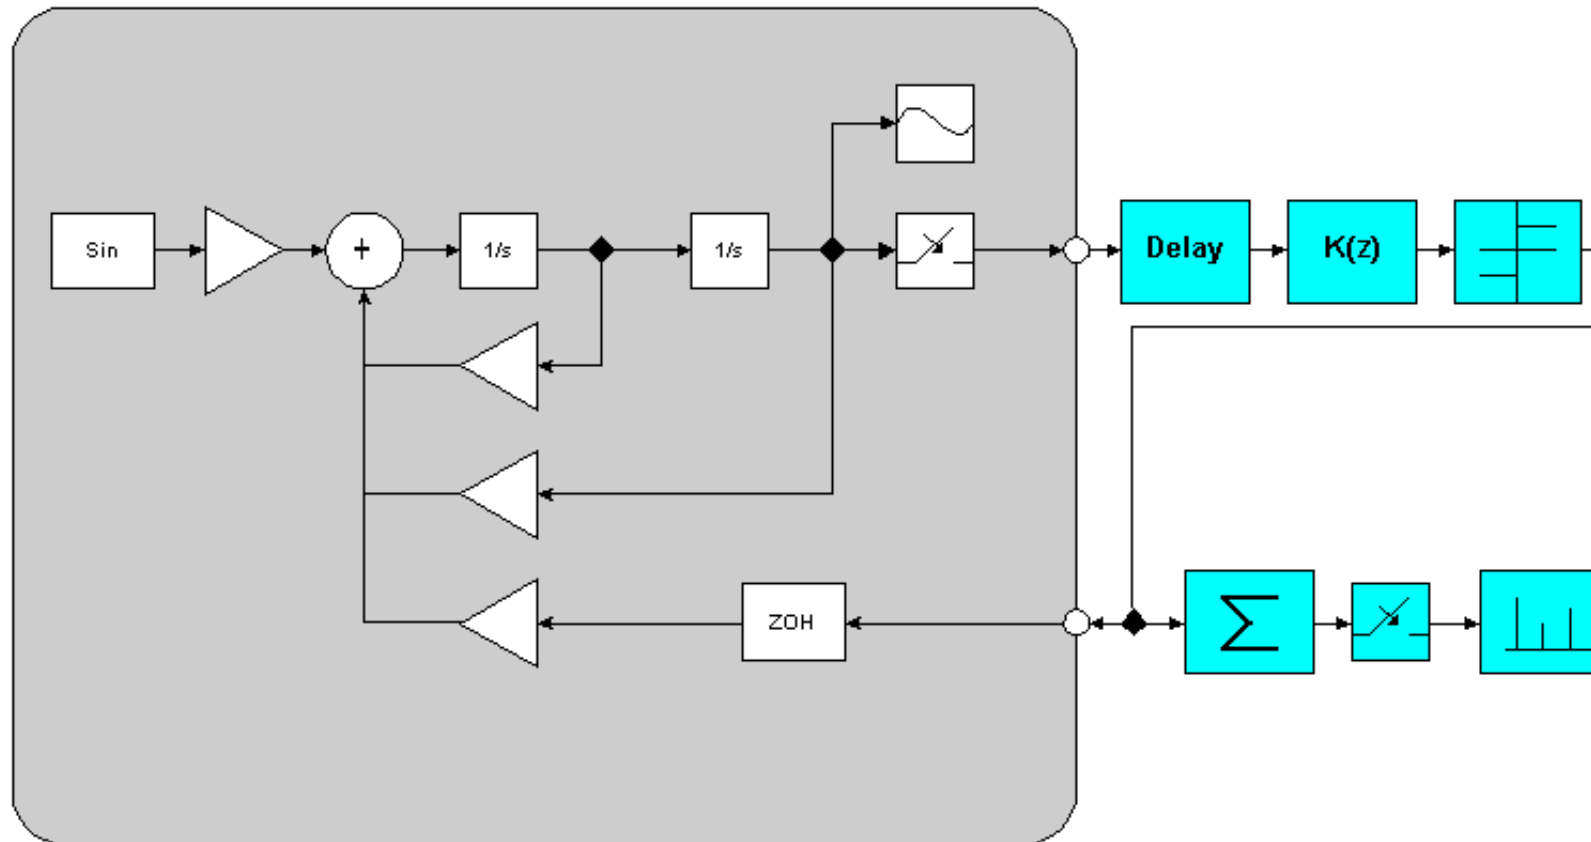 Sin
+
1/s
1/s
Delay
K(z)
ZOH
Σ